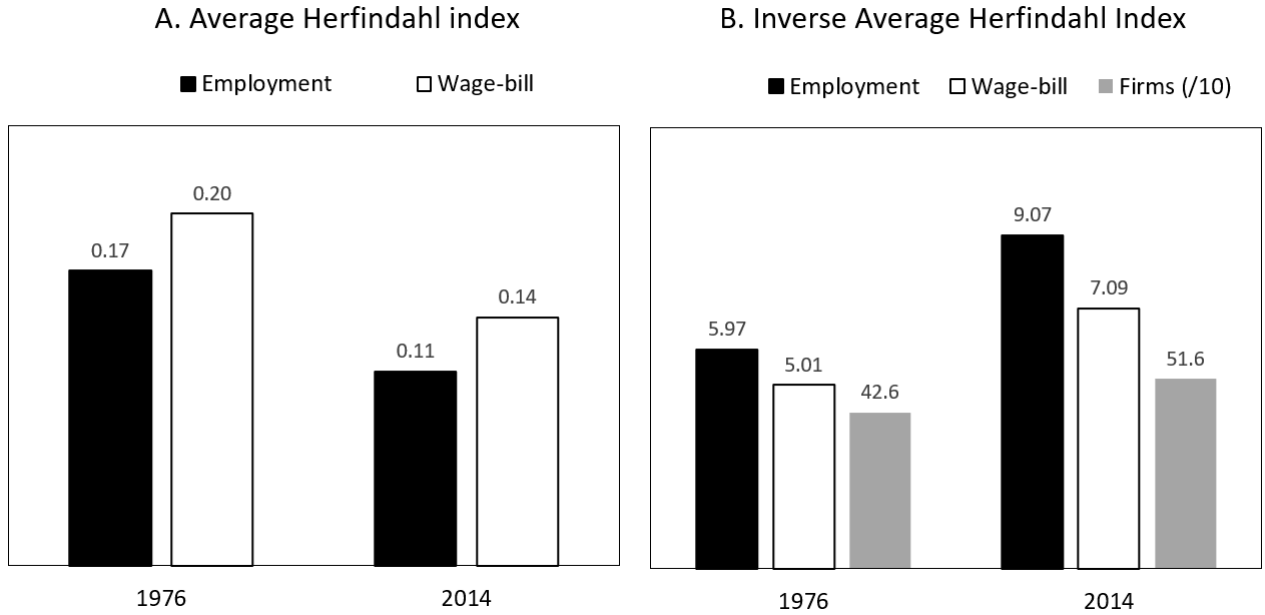 A. Average Herfindahl index
Employment Wage-bill
0.17 0.20 0.11 0.14
1976 2014
B. Inverse Average Herfindahl Index
Employment Wage-bill Firms (/10)
5.97 5.01 42.6 9.07 7.09 51.6
1976 2014